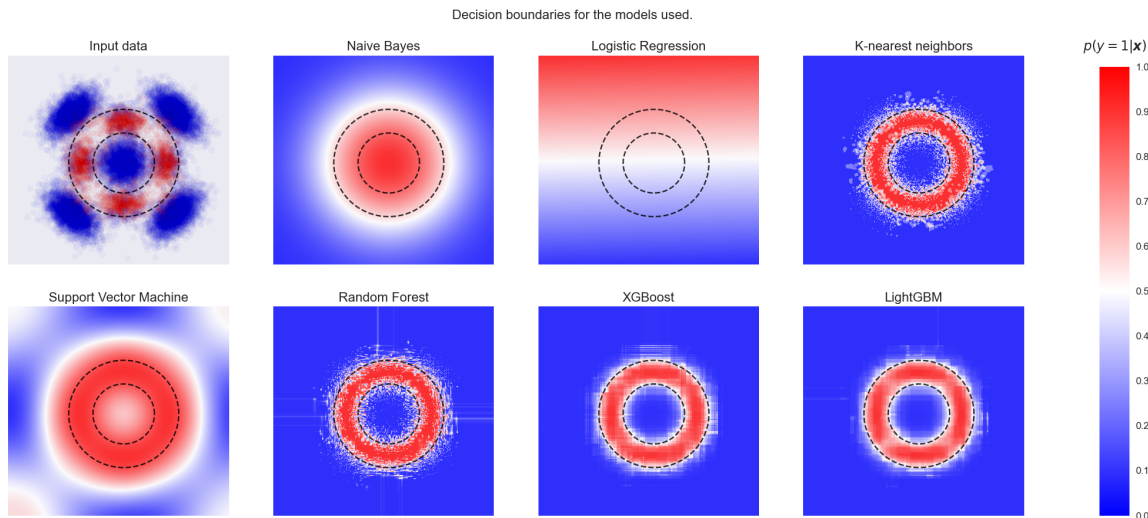 Decision boundaries for the models used.
Input data
Naive Bayes
Logistic Regression
K-nearest neighbors
p(y = 1|x)
Support Vector Machine
Random Forest
XGBoost
LightGBM
1.0
0.9
0.8
0.7
0.6
0.5
0.4
0.3
0.2
0.1
0.0